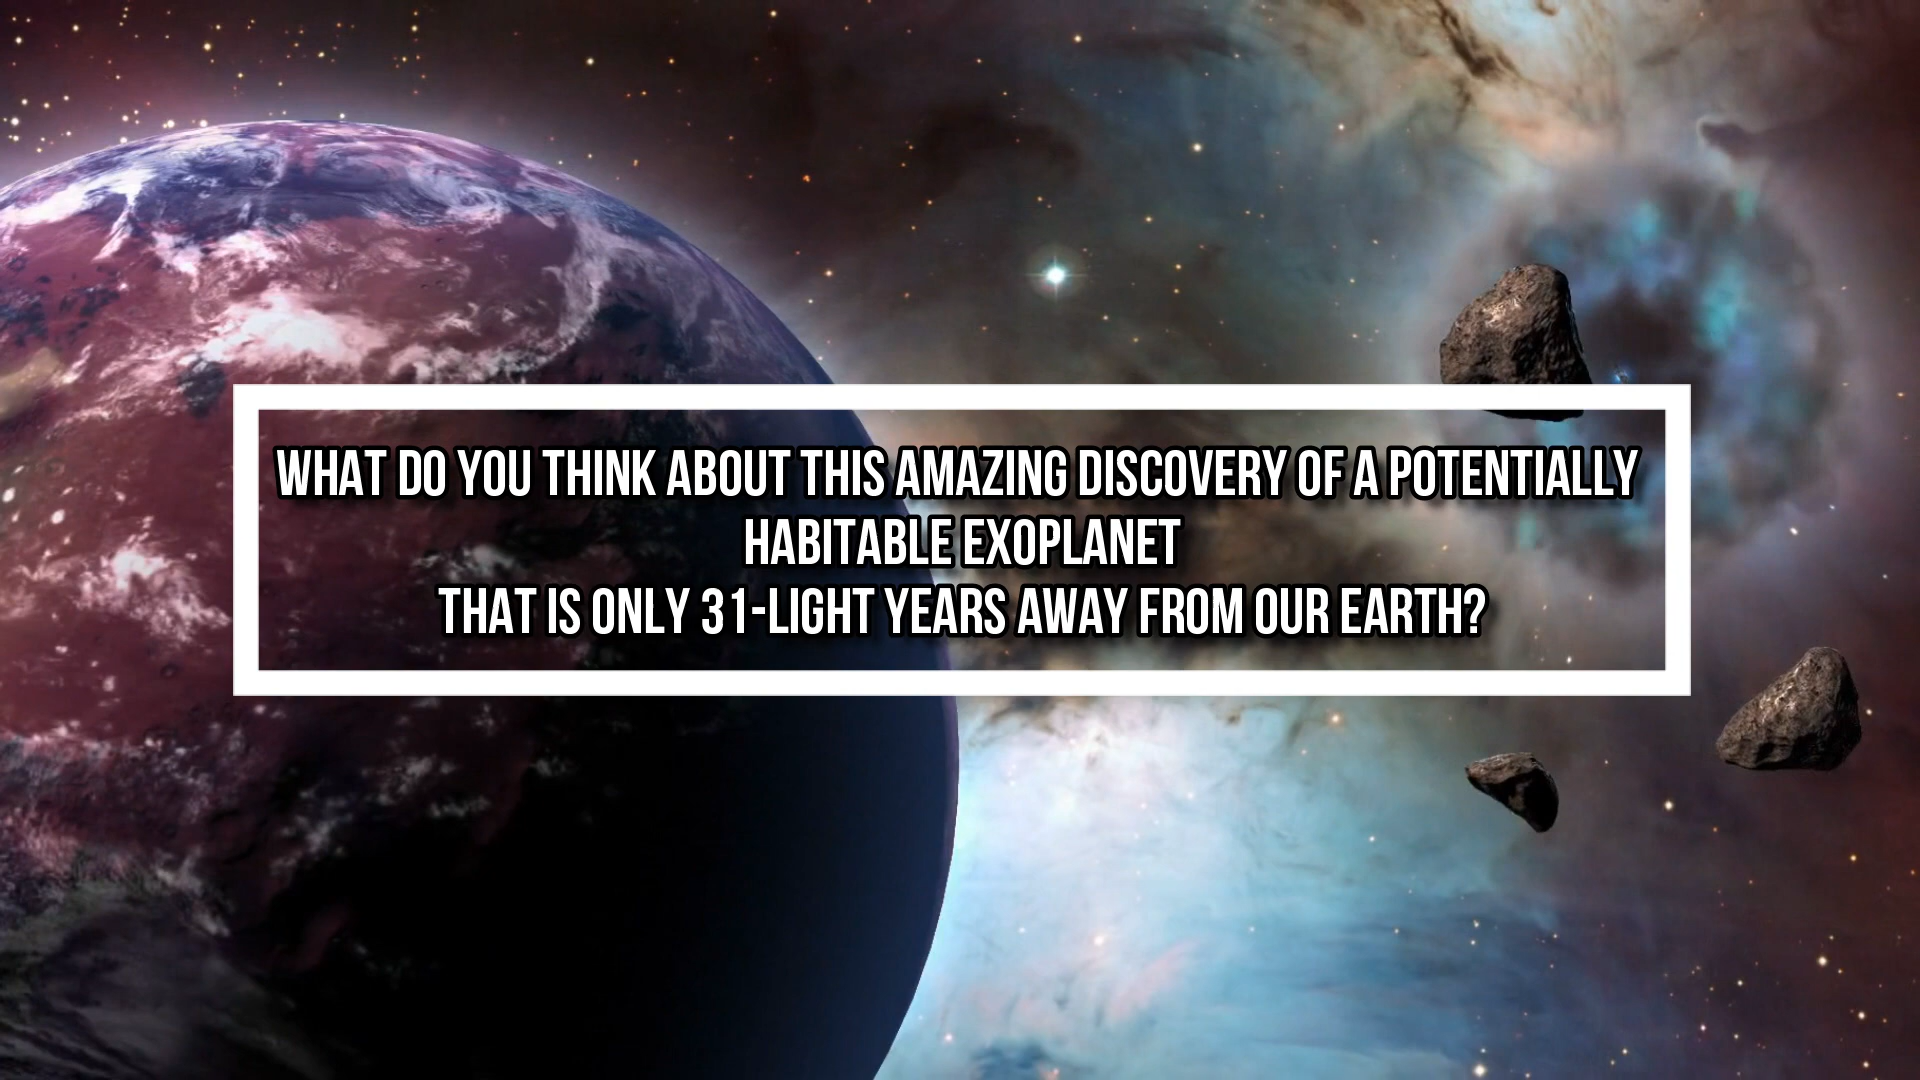 WHAT DO YOU THINK ABOUT THIS AMAZING DISCOVERY OF A POTENTIALLY
HABITABLE EXOPLANET
THAT IS ONLY 31-LIGHT YEARS AWAY FROM OUR EARTH?